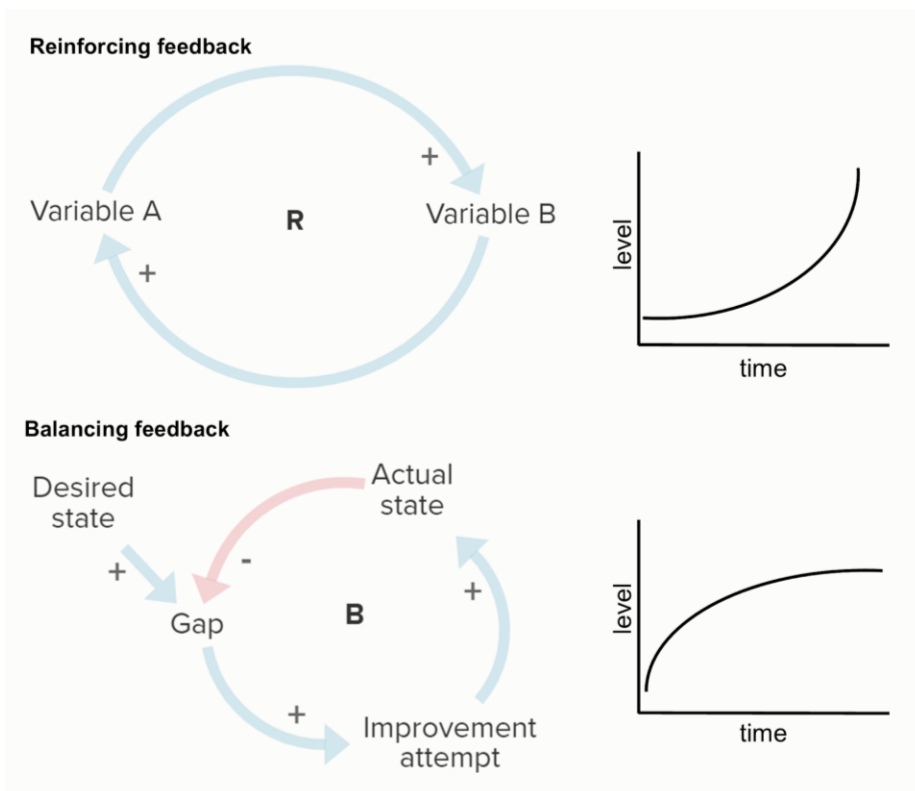 Reinforcing feedback
+
Variable A
R
Variable B
+
level
time
Balancing feedback
Desired
state
Actual
state
+
-
+
Gap
B
+
Improvement
attempt
level
time